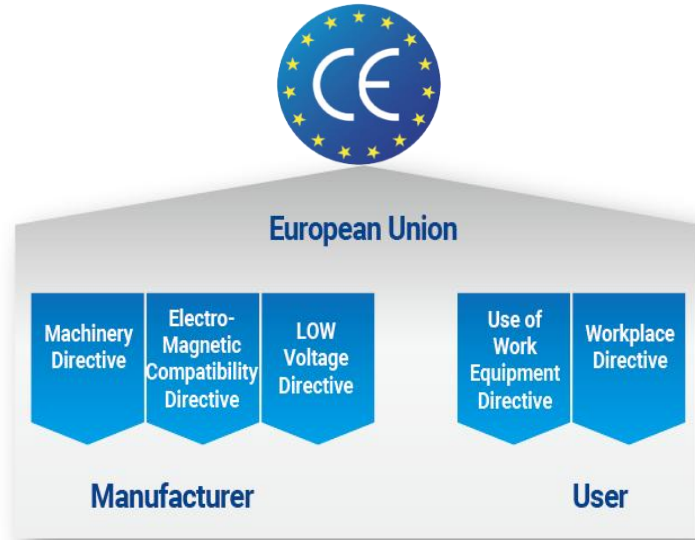 CE
European Union
Machinery
Directive
Electro-
Magnetic
Compatibility
Directive
LOW
Voltage
Directive
Use of
Work
Equipment
Directive
Workplace
Directive
Manufacturer
User